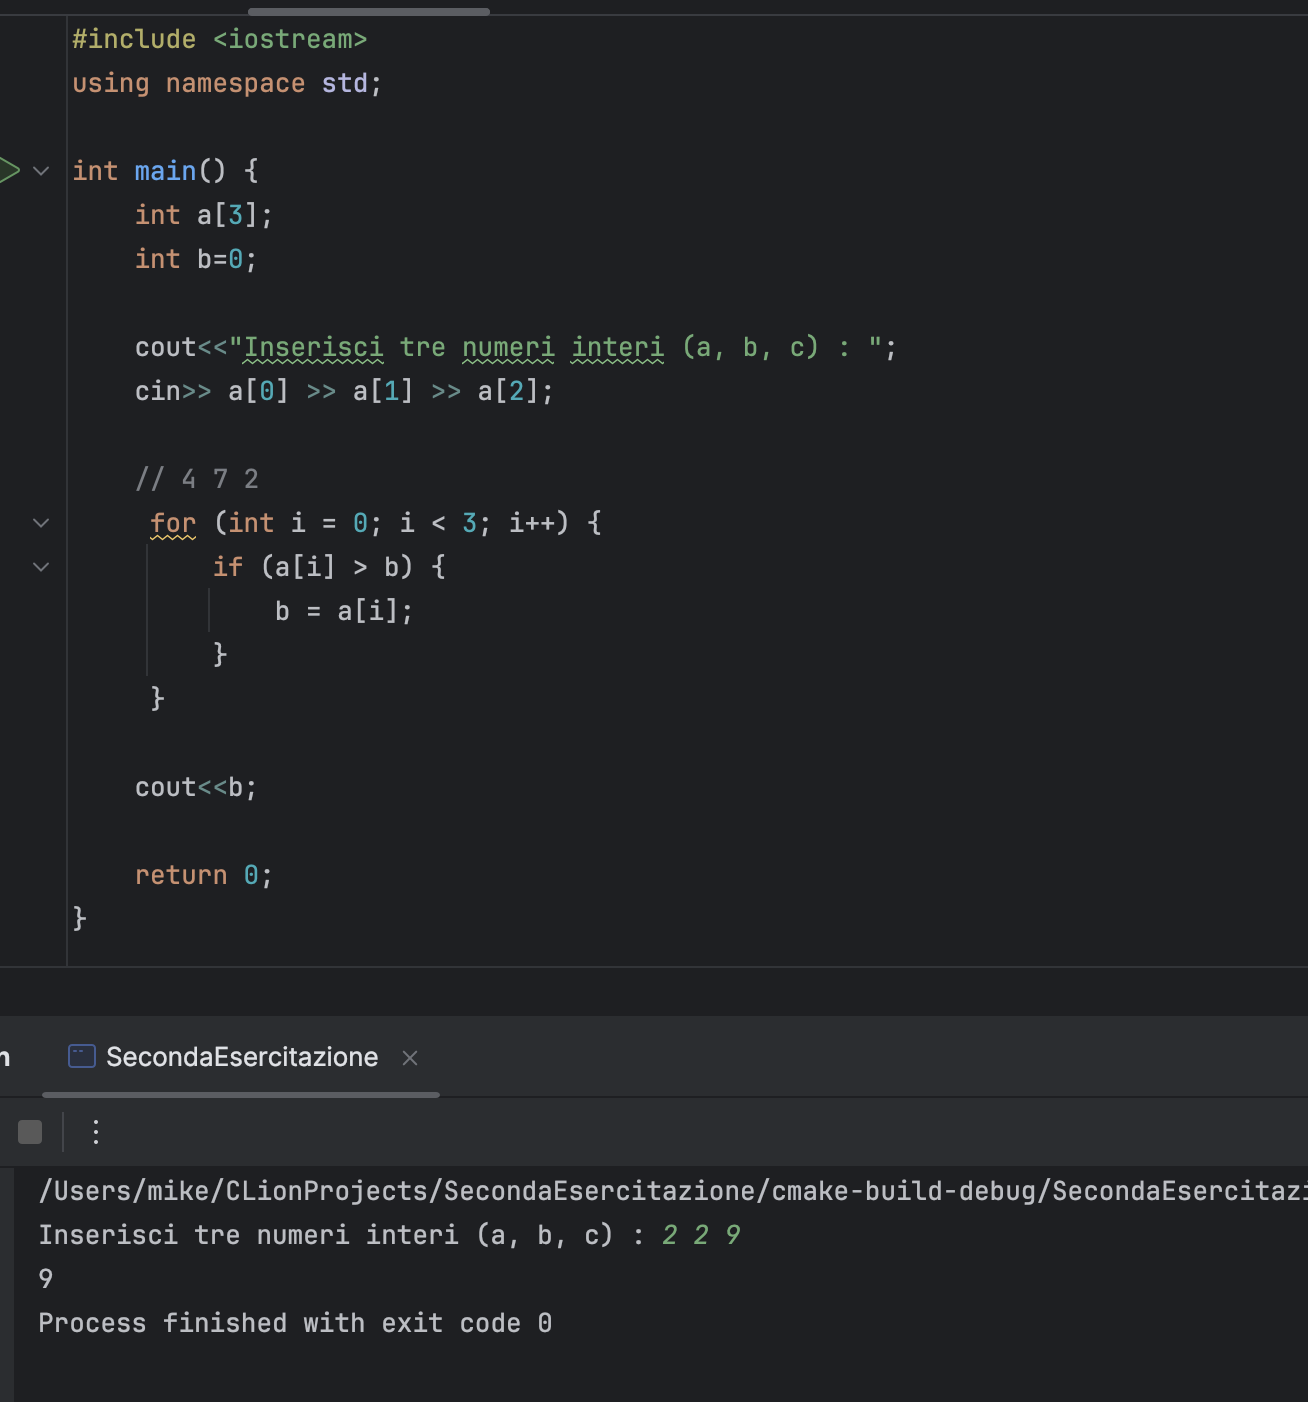 #include <iostream>
using namespace std;
int main() {
int a[3];
int b=0;
cout<<"Inserisci tre numeri interi (a, b, c) : ";
cin>> a[0] >> a[1] >> a[2];
// 4 7 2
for (int i = 0; i < 3; i++) {
if (a[i] > b) {
b = a[i];
}
}
cout<<b;
return 0;
}
SecondaEsercitazione
/Users/mike/CLionProjects/SecondaEsercitazione/cmake-build-debug/SecondaEsercitazi
Inserisci tre numeri interi (a, b, c) : 2 2 9
9
Process finished with exit code 0